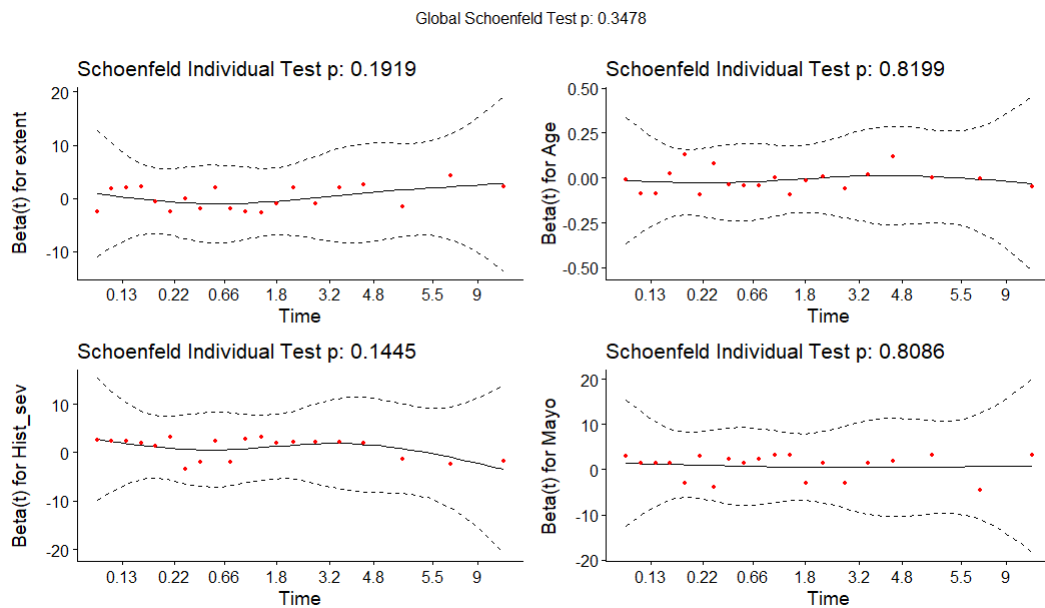 Global Schoenfeld Test p: 0.3478
Schoenfeld Individual Test p: 0.1919
Beta(t) for extent
20
10
0
-10
0.13 0.22 0.66 1.8 3.2 4.8 5.5 9
Time
Schoenfeld Individual Test p: 0.8199
Beta(t) for Age
0.50
0.25
0.00
-0.25
-0.50
0.13 0.22 0.66 1.8 3.2 4.8 5.5 9
Time
Schoenfeld Individual Test p: 0.1445
Beta(t) for Hist_sev
10
0
-10
-20
0.13 0.22 0.66 1.8 3.2 4.8 5.5 9
Time
Schoenfeld Individual Test p: 0.8086
Beta(t) for Mayo
20
10
0
-10
-20
0.13 0.22 0.66 1.8 3.2 4.8 5.5 9
Time